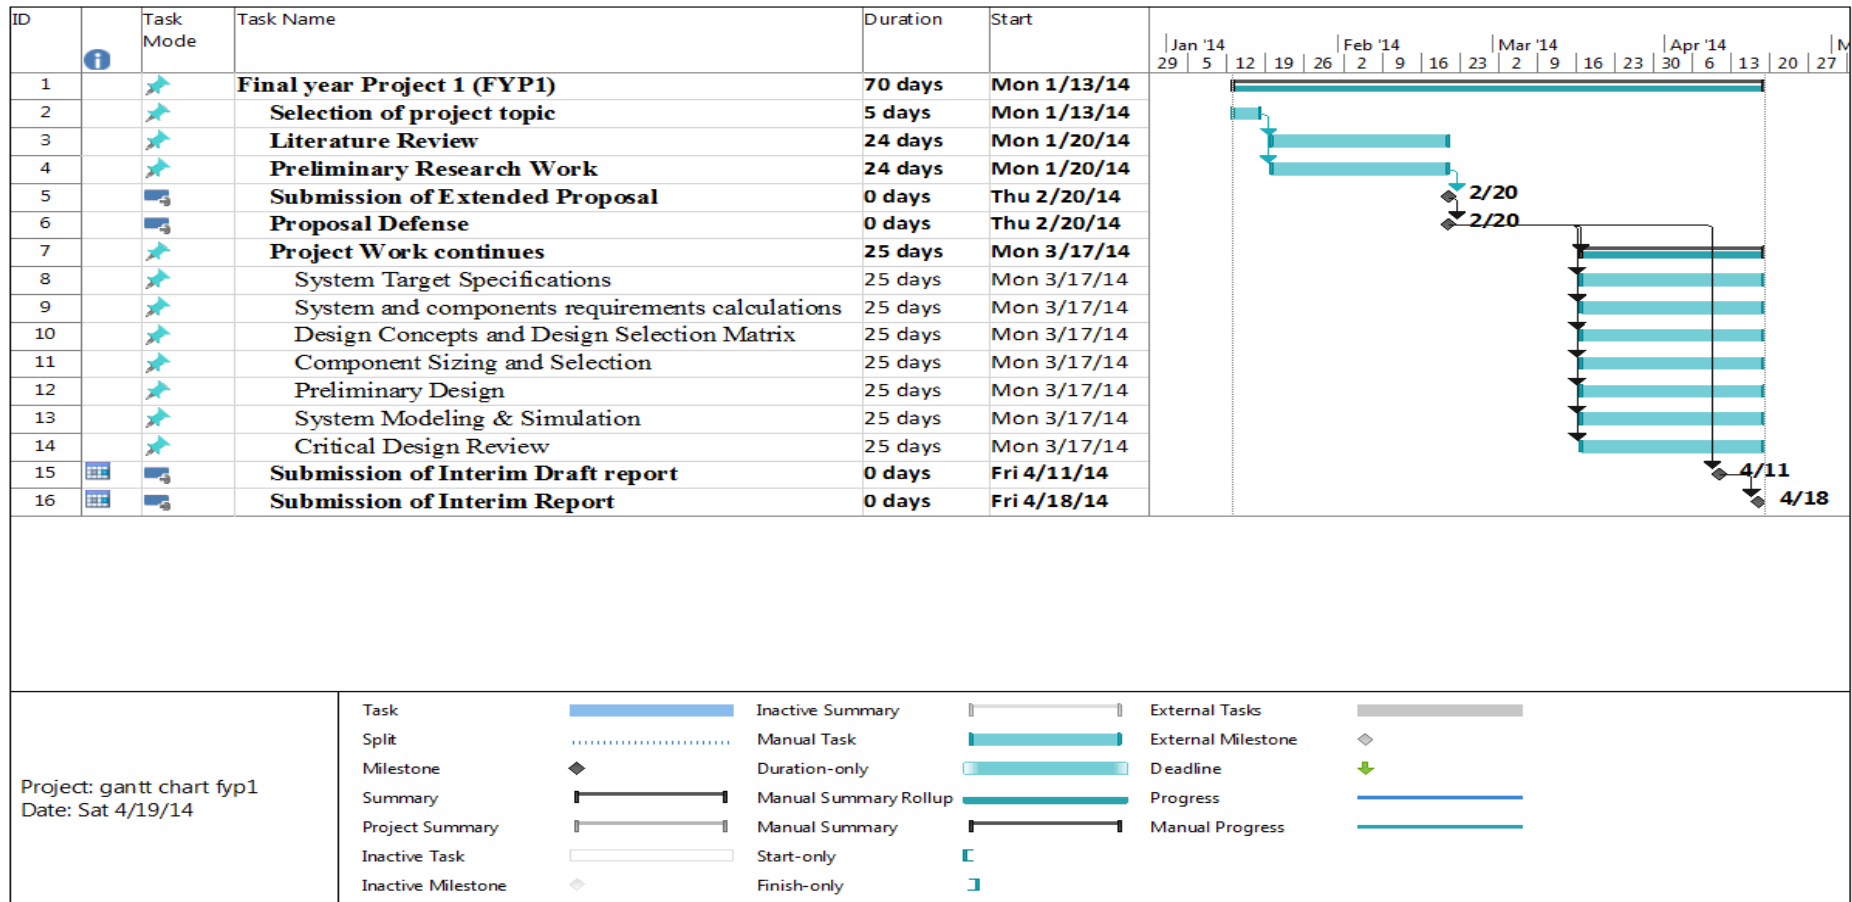 ID Task Mode Task Name Duration Start
Jan '14 Feb '14 Mar '14 Apr '14 M
29 5 12 19 26 2 9 16 23 2 9 16 23 30 6 13 20 27
1 Final year Project 1 (FYP1) 70 days Mon 1/13/14
2 Selection of project topic 5 days Mon 1/13/14
3 Literature Review 24 days Mon 1/20/14
4 Preliminary Research Work 24 days Mon 1/20/14
5 Submission of Extended Proposal 0 days Thu 2/20/14 2/20
6 Proposal Defense 0 days Thu 2/20/14 2/20
7 Project Work continues 25 days Mon 3/17/14
8 System Target Specifications 25 days Mon 3/17/14
9 System and components requirements calculations 25 days Mon 3/17/14
10 Design Concepts and Design Selection Matrix 25 days Mon 3/17/14
11 Component Sizing and Selection 25 days Mon 3/17/14
12 Preliminary Design 25 days Mon 3/17/14
13 System Modeling & Simulation 25 days Mon 3/17/14
14 Critical Design Review 25 days Mon 3/17/14
15 Submission of Interim Draft report 0 days Fri 4/11/14 4/11
16 Submission of Interim Report 0 days Fri 4/18/14 4/18
Project: gantt chart fyp1
Date: Sat 4/19/14
Task Inactive Summary External Tasks
Split Manual Task External Milestone
Milestone Duration-only Deadline
Summary Manual Summary Rollup Progress
Project Summary Manual Summary Manual Progress
Inactive Task Start-only
Inactive Milestone Finish-only